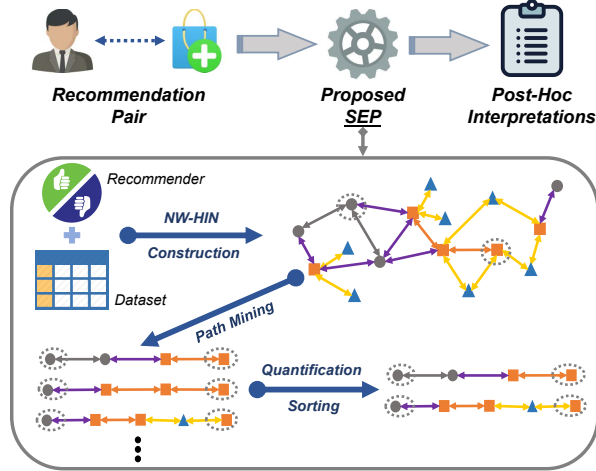 Recommendation
Pair
Proposed
SEP
Post-Hoc
Interpretations
Recommender
Dataset
NW-HIN
Construction
Path Mining
Quantification
Sorting